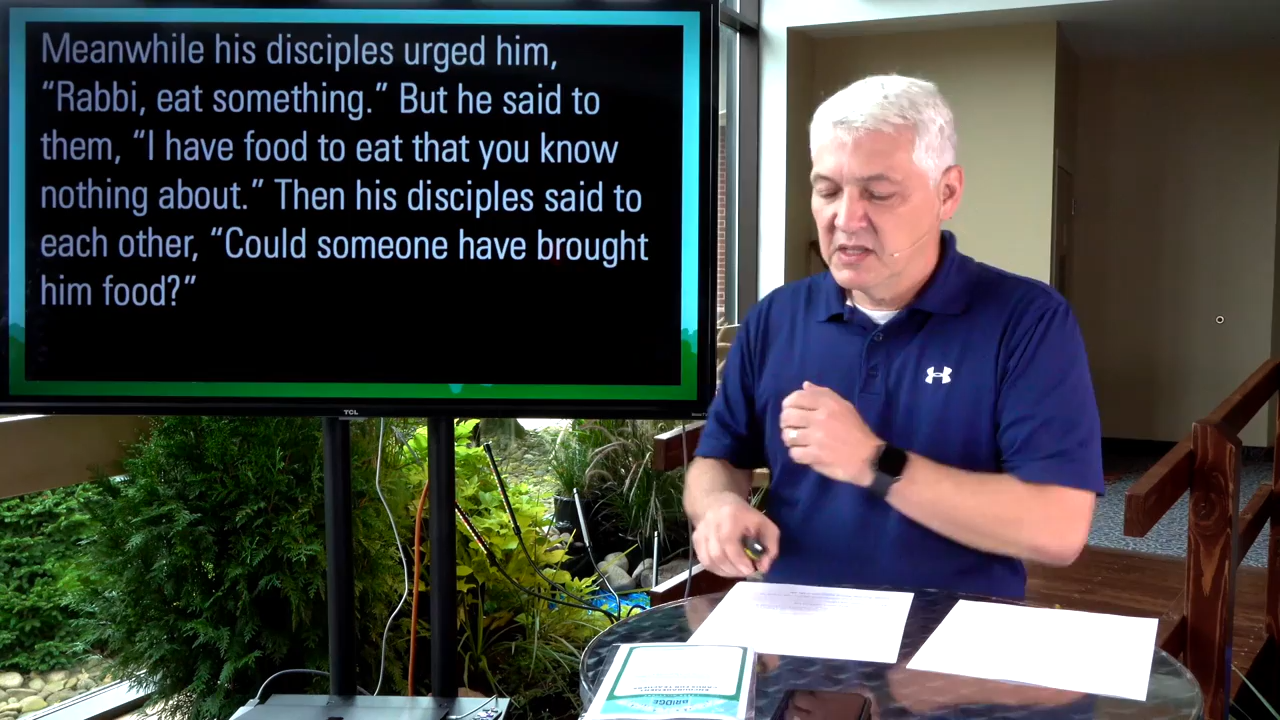 Meanwhile his disciples urged him,
“Rabbi, eat something.” But he said to
them, “I have food to eat that you know
nothing about.” Then his disciples said to
each other, “Could someone have brought
him food?”
TCL
BRIDGE